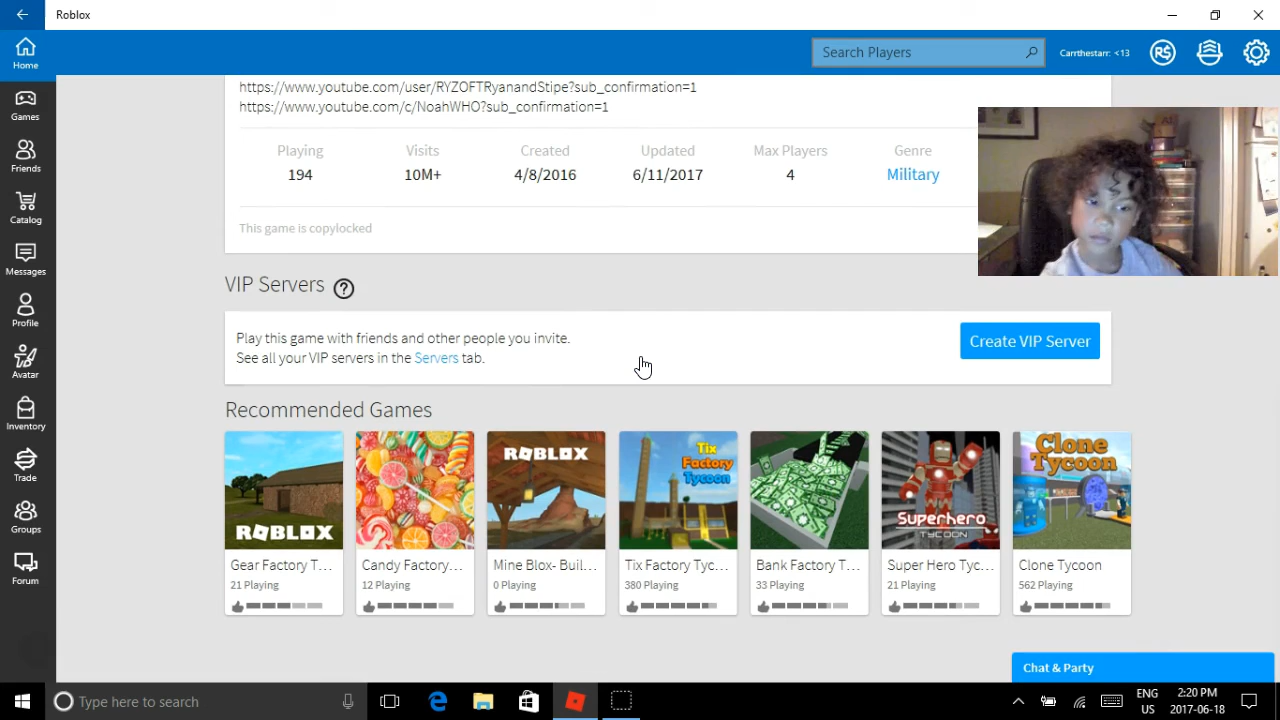 Roblox
Home
Search Players
Carrthestarr: <13
R$
Games
Friends
Catalog
Messages
Profile
Avatar
Inventory
Trade
Groups
Forum
https://www.youtube.com/user/RYZOFTRyanandStipe?sub_confirmation=1
https://www.youtube.com/c/NoahWHO?sub_confirmation=1
Playing Visits Created Updated Max Players Genre
194 10M+ 4/8/2016 6/11/2017 4 Military
This game is copylocked
VIP Servers ?
Play this game with friends and other people you invite.
See all your VIP servers in the Servers tab.
Create VIP Server
Recommended Games
ROBLOX
Gear Factory T...
21 Playing
Candy Factory...
12 Playing
ROBLOX
Mine Blox- Buil...
0 Playing
Tix
Factory
Tycoon
Tix Factory Tyc...
380 Playing
Bank Factory T...
33 Playing
Superhero
TYCOON
Super Hero Tyc...
21 Playing
Clone
Tycoon
Clone Tycoon
562 Playing
Chat & Party
Type here to search
ENG
US
2:20 PM
2017-06-18